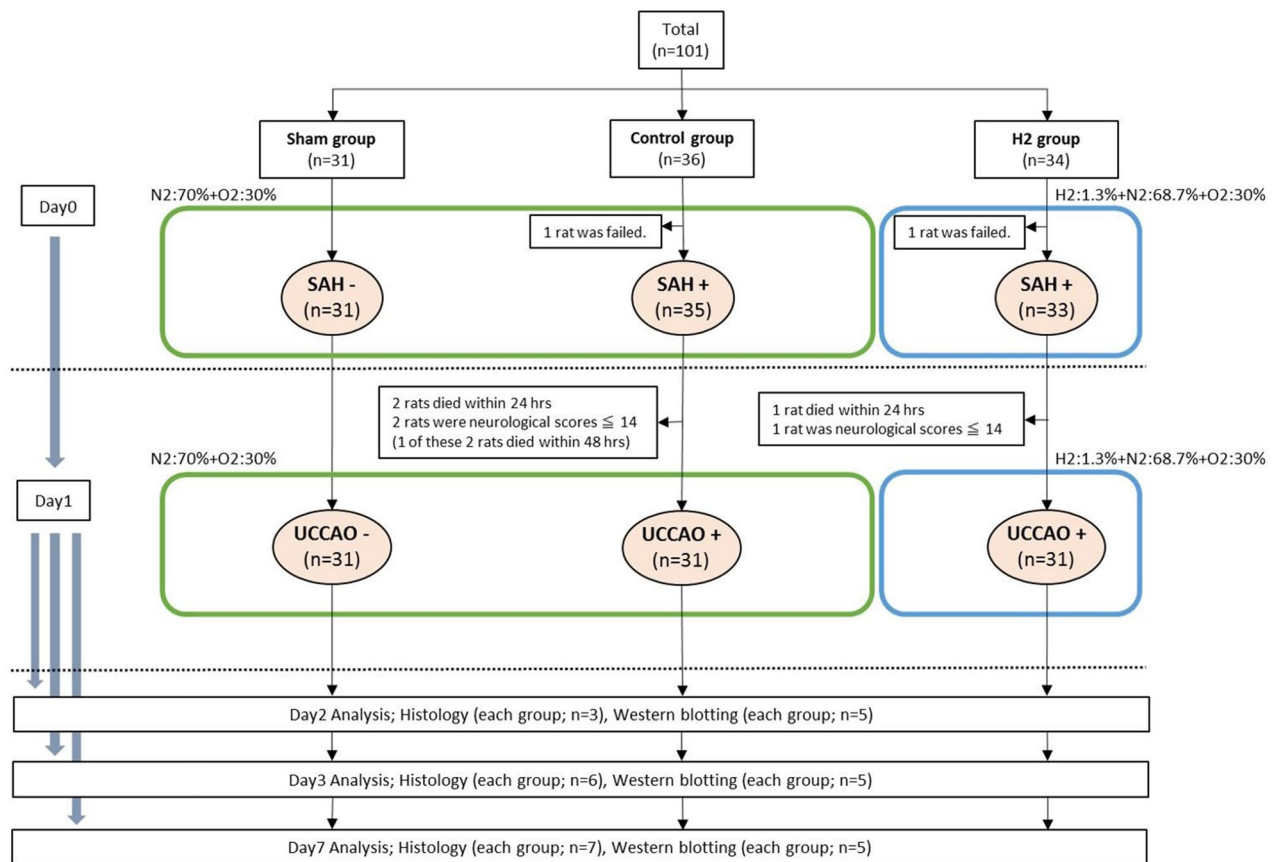 Total
(n=101)
Sham group
(n=31)
Control group
(n=36)
H2 group
(n=34)
Day0
N2:70%+O2:30%
H2:1.3%+N2:68.7%+O2:30%
1 rat was failed.
1 rat was failed.
SAH -
(n=31)
SAH +
(n=35)
SAH +
(n=33)
2 rats died within 24 hrs
2 rats were neurological scores ≦ 14
(1 of these 2 rats died within 48 hrs)
1 rat died within 24 hrs
1 rat was neurological scores ≦ 14
N2:70%+O2:30%
H2:1.3%+N2:68.7%+O2:30%
Day1
UCCAO -
(n=31)
UCCAO +
(n=31)
UCCAO +
(n=31)
Day2 Analysis; Histology (each group; n=3), Western blotting (each group; n=5)
Day3 Analysis; Histology (each group; n=6), Western blotting (each group; n=5)
Day7 Analysis; Histology (each group; n=7), Western blotting (each group; n=5)